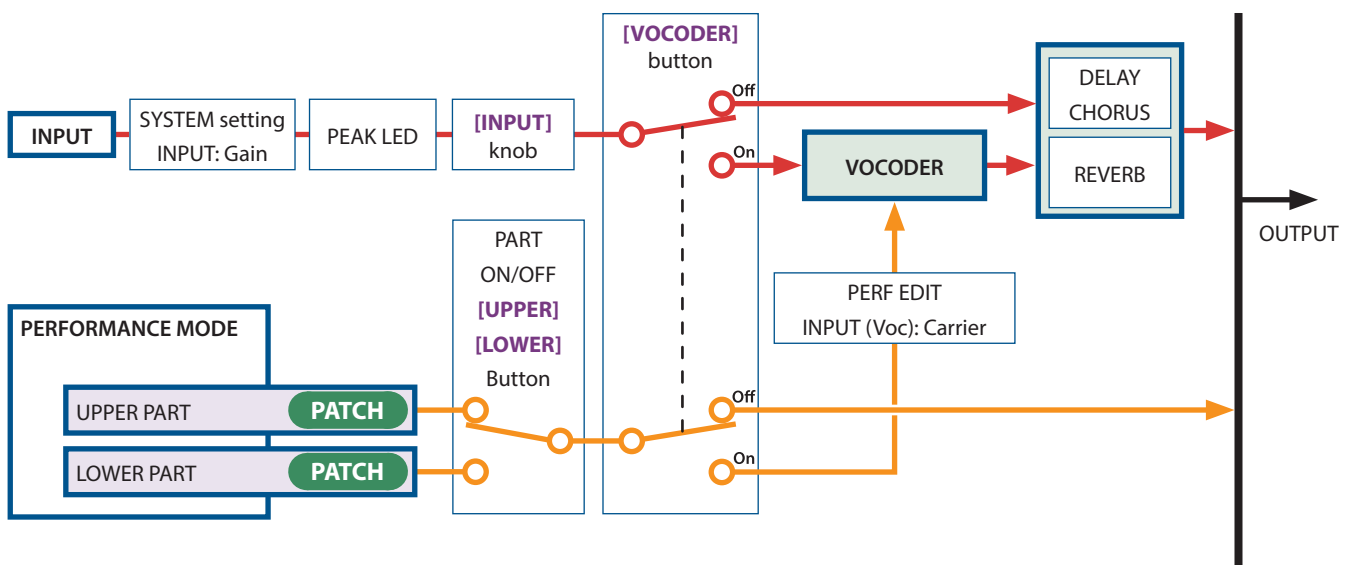 INPUT
SYSTEM setting
INPUT: Gain
PEAK LED
[INPUT]
knob
[VOCODER]
button
Off
On
VOCODER
DELAY
CHORUS
REVERB
OUTPUT
PERFORMANCE MODE
UPPER PART
PATCH
LOWER PART
PATCH
PART
ON/OFF
[UPPER]
[LOWER]
Button
Off
On
PERF EDIT
INPUT (Voc): Carrier